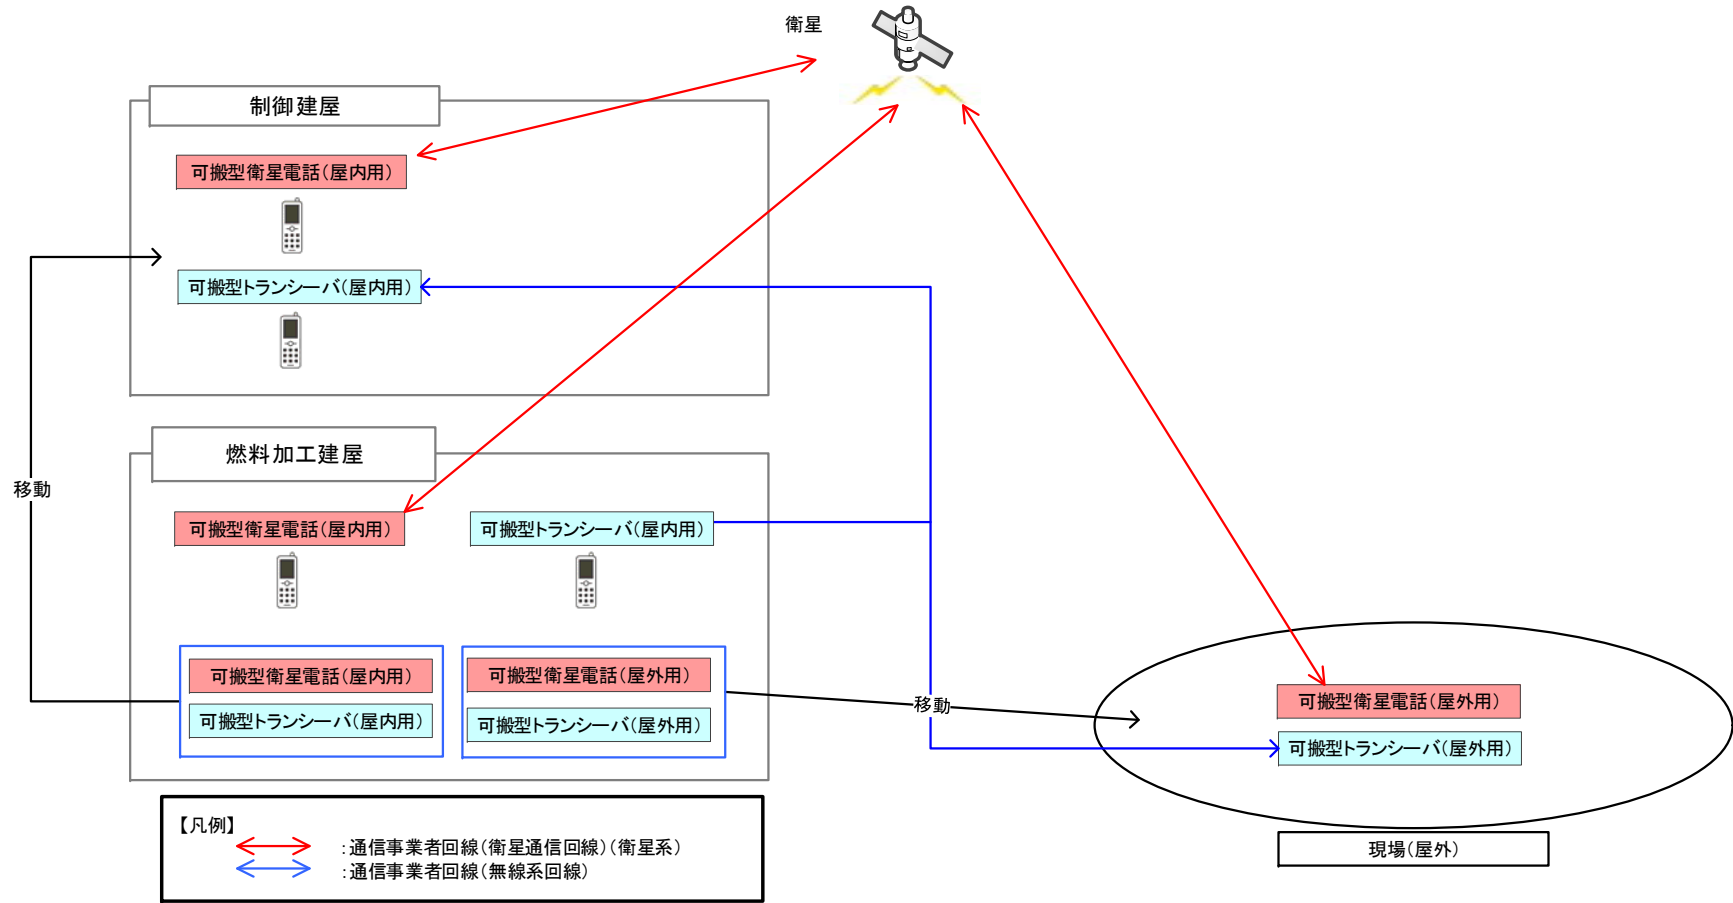 衛星
制御建屋
可搬型衛星電話（屋内用）
可搬型トランシーバ（屋内用）
燃料加工建屋
移動
可搬型衛星電話（屋内用）
可搬型トランシーバ（屋内用）
可搬型衛星電話（屋内用）
可搬型トランシーバ（屋内用）
可搬型衛星電話（屋外用）
可搬型トランシーバ（屋外用）
移動
可搬型衛星電話（屋外用）
可搬型トランシーバ（屋外用）
現場（屋外）
【凡例】
：通信事業者回線（衛星通信回線）（衛星系）
：通信事業者回線（無線系回線）